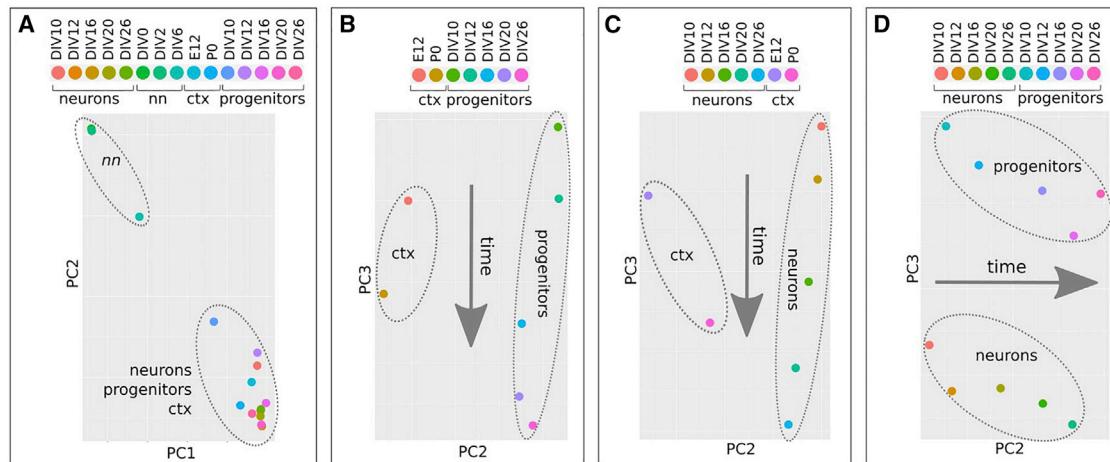 A
DIV10 DIV12 DIV16 DIV20 DIV26 DIV0 DIV2 DIV6 E12 P0 DIV10 DIV12 DIV16 DIV20 DIV26
neurons nn ctx progenitors
nn
neurons
progenitors
ctx
PC2
PC1
B
E12 P0 DIV10 DIV12 DIV16 DIV20 DIV26
ctx progenitors
ctx
time
progenitors
PC3
PC2
C
DIV10 DIV12 DIV16 DIV20 DIV26 E12 P0
neurons ctx
ctx
time
neurons
PC3
PC2
D
DIV10 DIV12 DIV16 DIV20 DIV26 DIV10 DIV12 DIV16 DIV20 DIV26
neurons progenitors
progenitors
time
neurons
PC3
PC2